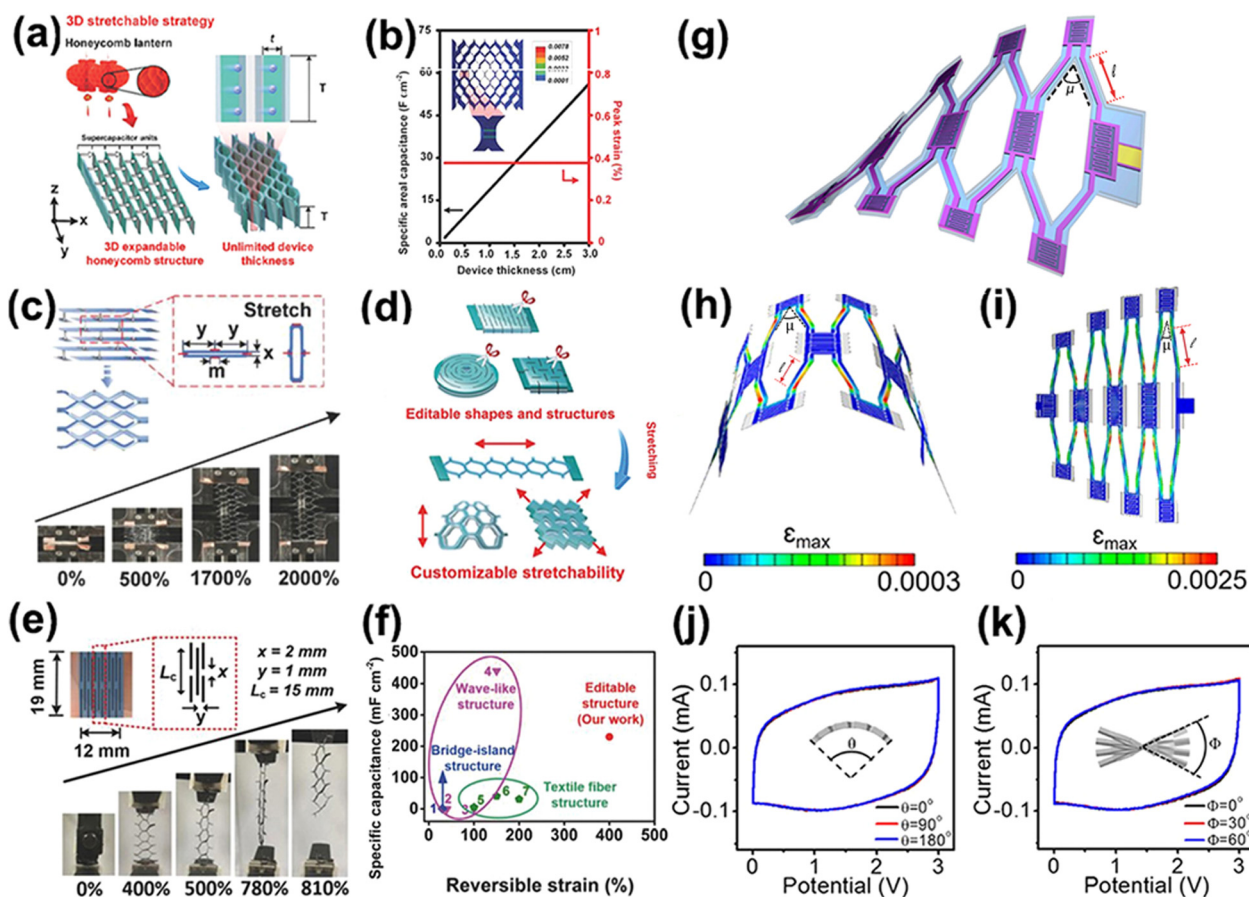 (a)
3D stretchable strategy
Honeycomb lantern
t
T
Supercapacitor units
z
x
y
T
3D expandable
honeycomb structure
Unlimited device
thickness
(b)
Specific areal capacitance (F cm⁻²)
75
60
45
30
15
0
0.0 0.5 1.0 1.5 2.0 2.5 3.0
Device thickness (cm)
1
0.8
0.6
0.4
0.2
0
Peak strain (%)
0.0078
0.0052
0.0001
(c)
Stretch
y y
x
m
0% 500% 1700% 2000%
(d)
Editable shapes and structures
Stretching
Customizable stretchability
(e)
19 mm
12 mm
Lc
x
y
x = 2 mm
y = 1 mm
Lc = 15 mm
0% 400% 500% 780% 810%
(f)
Specific capacitance (mF cm⁻²)
500
400
300
200
100
0
0 100 200 300 400 500
Reversible strain (%)
4
Wave-like
structure
Editable
structure
(Our work)
Bridge-island
structure
Textile fiber
structure
1 2 3 5 6 7
(g)
μ
ℓ
(h)
μ
εmax
0 0.0003
(i)
μ
εmax
0 0.0025
(j)
Current (mA)
0.1
0.0
-0.1
0 1 2 3
Potential (V)
θ
θ=0°
θ=90°
θ=180°
(k)
Current (mA)
0.1
0.0
-0.1
0 1 2 3
Potential (V)
Φ
Φ=0°
Φ=30°
Φ=60°